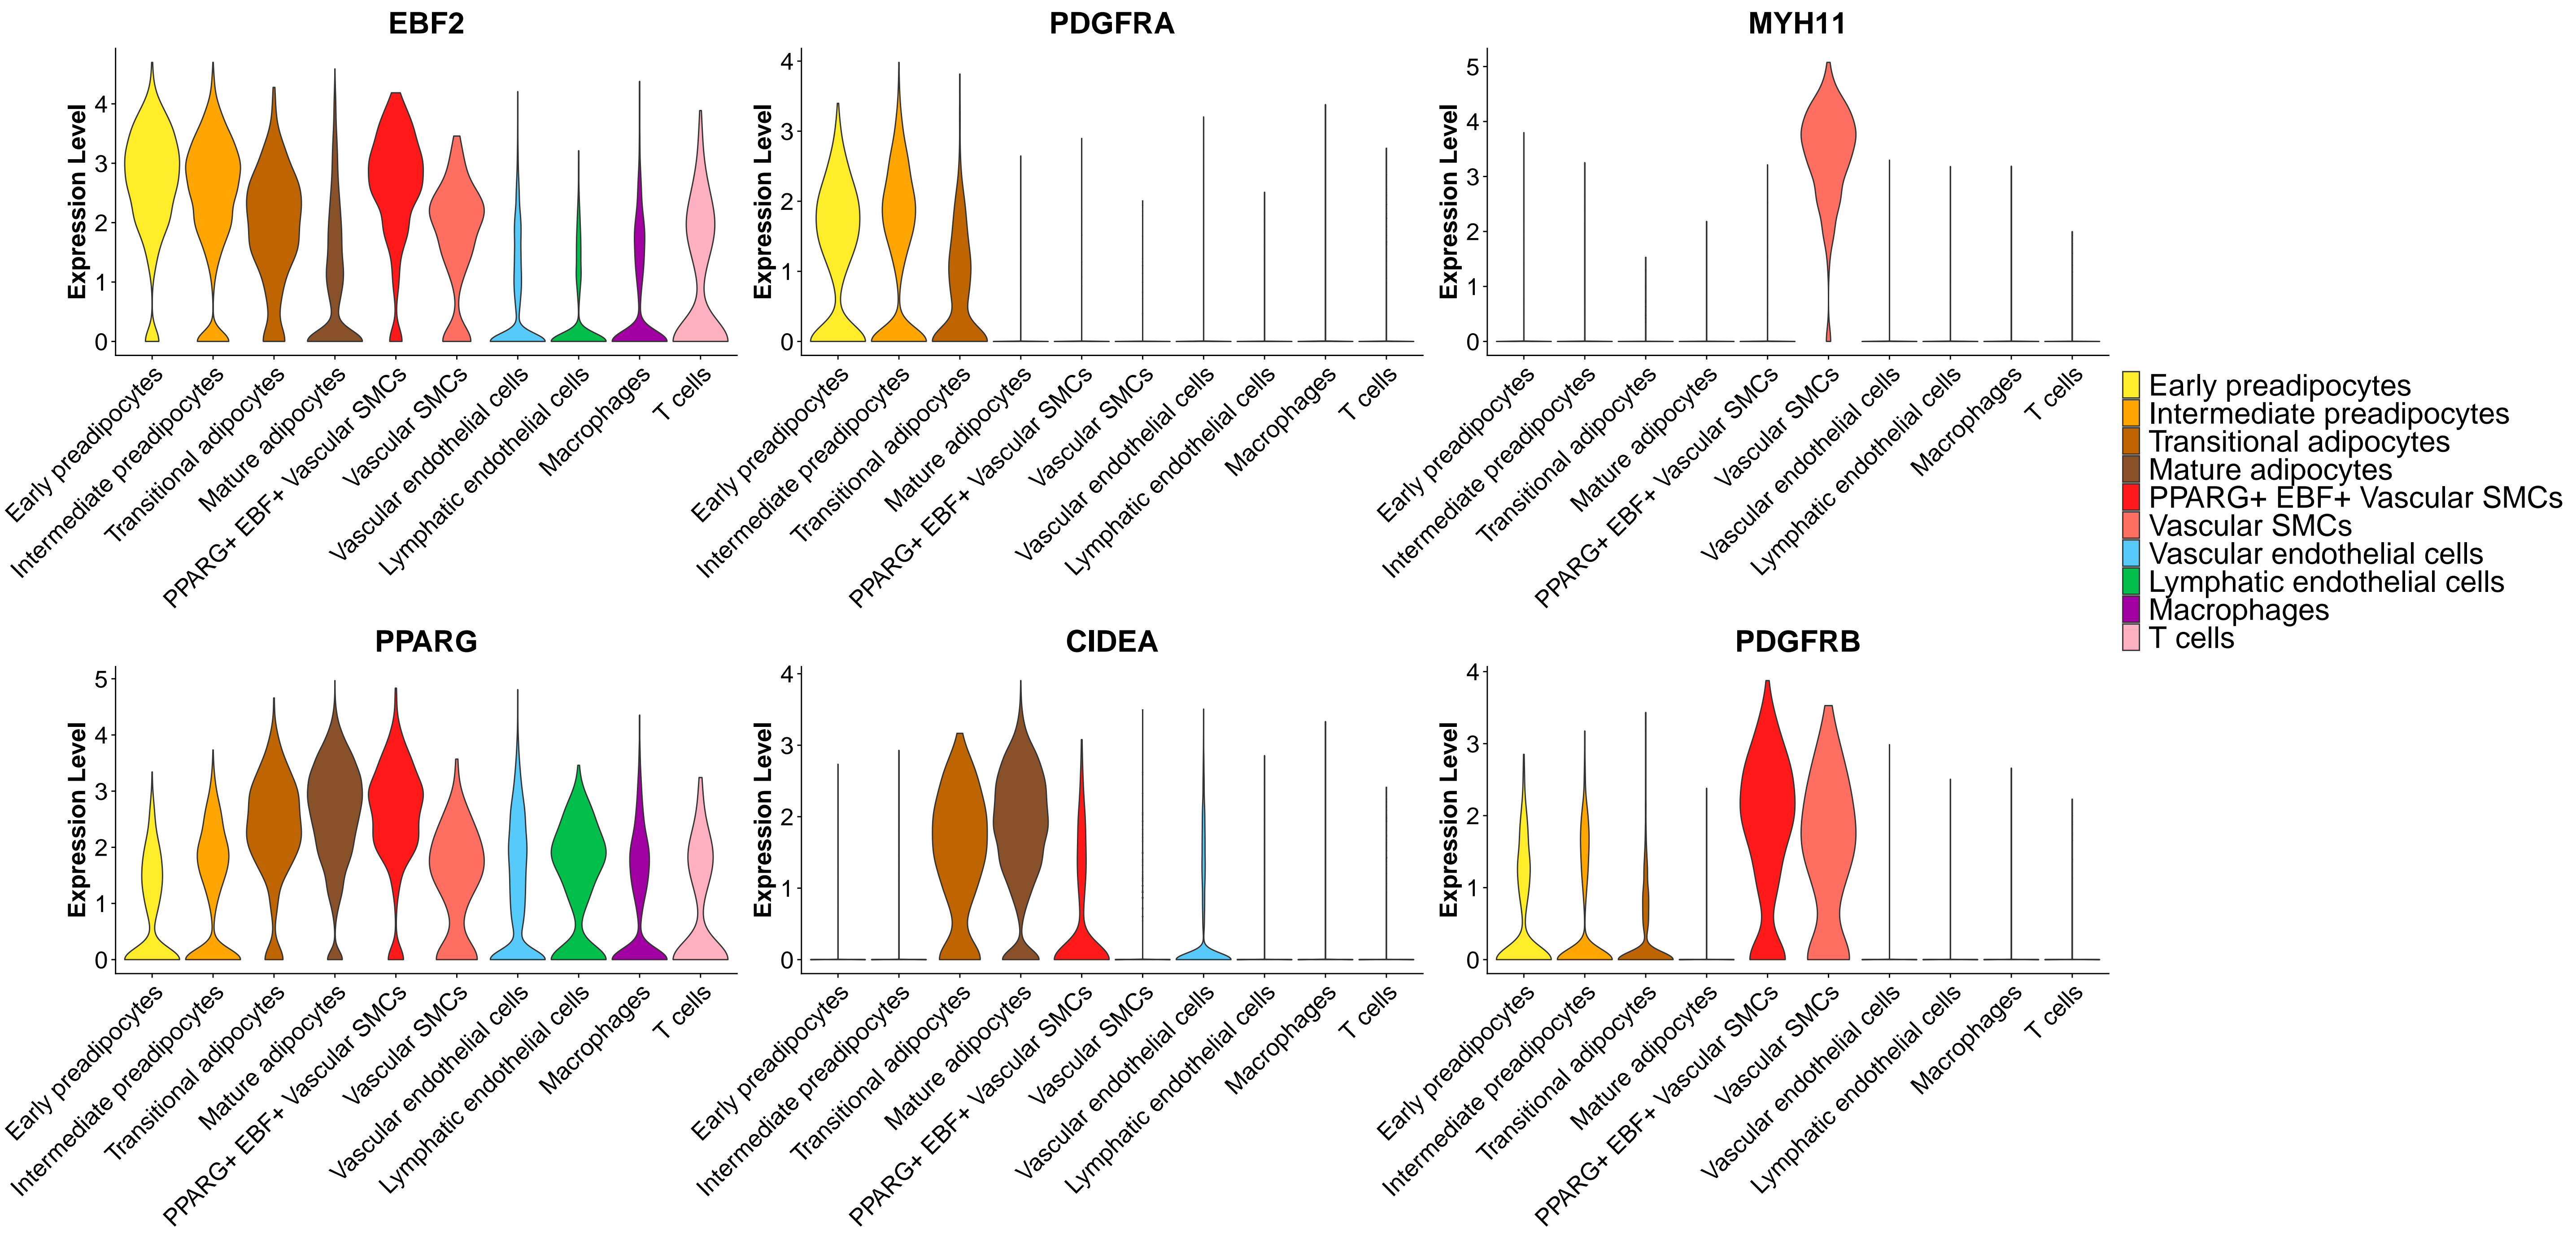 EBF2
Expression Level
4
3
2
1
0
Early preadipocytes
Intermediate preadipocytes
Transitional adipocytes
Mature adipocytes
PPARG+ EBF+ Vascular SMCs
Vascular SMCs
Vascular endothelial cells
Lymphatic endothelial cells
Macrophages
T cells
PDGFRA
Expression Level
4
3
2
1
0
Early preadipocytes
Intermediate preadipocytes
Transitional adipocytes
Mature adipocytes
PPARG+ EBF+ Vascular SMCs
Vascular SMCs
Vascular endothelial cells
Lymphatic endothelial cells
Macrophages
T cells
MYH11
Expression Level
5
4
3
2
1
0
Early preadipocytes
Intermediate preadipocytes
Transitional adipocytes
Mature adipocytes
PPARG+ EBF+ Vascular SMCs
Vascular SMCs
Vascular endothelial cells
Lymphatic endothelial cells
Macrophages
T cells
Early preadipocytes
Intermediate preadipocytes
Transitional adipocytes
Mature adipocytes
PPARG+ EBF+ Vascular SMCs
Vascular SMCs
Vascular endothelial cells
Lymphatic endothelial cells
Macrophages
T cells
PPARG
Expression Level
5
4
3
2
1
0
Early preadipocytes
Intermediate preadipocytes
Transitional adipocytes
Mature adipocytes
PPARG+ EBF+ Vascular SMCs
Vascular SMCs
Vascular endothelial cells
Lymphatic endothelial cells
Macrophages
T cells
CIDEA
Expression Level
4
3
2
1
0
Early preadipocytes
Intermediate preadipocytes
Transitional adipocytes
Mature adipocytes
PPARG+ EBF+ Vascular SMCs
Vascular SMCs
Vascular endothelial cells
Lymphatic endothelial cells
Macrophages
T cells
PDGFRB
Expression Level
4
3
2
1
0
Early preadipocytes
Intermediate preadipocytes
Transitional adipocytes
Mature adipocytes
PPARG+ EBF+ Vascular SMCs
Vascular SMCs
Vascular endothelial cells
Lymphatic endothelial cells
Macrophages
T cells